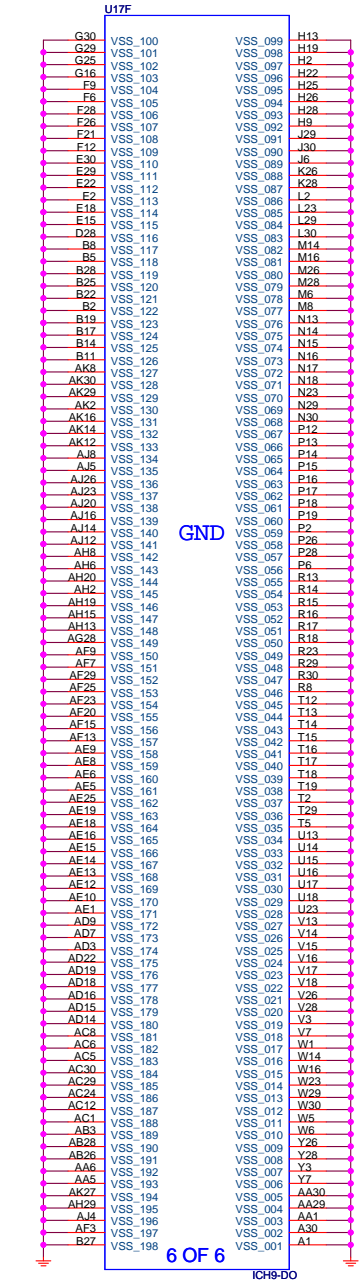 U17F
G30 VSS_100 VSS_099 H13
G29 VSS_101 VSS_098 H19
G25 VSS_102 VSS_097 H2
G16 VSS_103 VSS_096 H22
F9 VSS_104 VSS_095 H25
F6 VSS_105 VSS_094 H26
F28 VSS_106 VSS_093 H28
F26 VSS_107 VSS_092 H9
F21 VSS_108 VSS_091 J29
F12 VSS_109 VSS_090 J30
E30 VSS_110 VSS_089 J6
E29 VSS_111 VSS_088 K26
E22 VSS_112 VSS_087 K28
E2 VSS_113 VSS_086 L2
E18 VSS_114 VSS_085 L23
E15 VSS_115 VSS_084 L29
D28 VSS_116 VSS_083 L30
B8 VSS_117 VSS_082 M14
B5 VSS_118 VSS_081 M16
B28 VSS_119 VSS_080 M26
B25 VSS_120 VSS_079 M28
B22 VSS_121 VSS_078 M6
B2 VSS_122 VSS_077 M8
B19 VSS_123 VSS_076 N13
B17 VSS_124 VSS_075 N14
B14 VSS_125 VSS_074 N15
B11 VSS_126 VSS_073 N16
AK8 VSS_127 VSS_072 N17
AK30 VSS_128 VSS_071 N18
AK29 VSS_129 VSS_070 N23
AK2 VSS_130 VSS_069 N29
AK16 VSS_131 VSS_068 N30
AK14 VSS_132 VSS_067 P12
AK12 VSS_133 VSS_066 P13
AJ8 VSS_134 VSS_065 P14
AJ5 VSS_135 VSS_064 P15
AJ26 VSS_136 VSS_063 P16
AJ23 VSS_137 VSS_062 P17
AJ20 VSS_138 VSS_061 P18
AJ16 VSS_139 VSS_060 P19
AJ14 VSS_140 GND VSS_059 P2
AJ12 VSS_141 VSS_058 P26
AH8 VSS_142 VSS_057 P28
AH6 VSS_143 VSS_056 P6
AH20 VSS_144 VSS_055 R13
AH2 VSS_145 VSS_054 R14
AH19 VSS_146 VSS_053 R15
AH15 VSS_147 VSS_052 R16
AH13 VSS_148 VSS_051 R17
AG28 VSS_149 VSS_050 R18
AF9 VSS_150 VSS_049 R23
AF7 VSS_151 VSS_048 R29
AF29 VSS_152 VSS_047 R30
AF25 VSS_153 VSS_046 R8
AF23 VSS_154 VSS_045 T12
AF20 VSS_155 VSS_044 T13
AF15 VSS_156 VSS_043 T14
AF13 VSS_157 VSS_042 T15
AE9 VSS_158 VSS_041 T16
AE8 VSS_159 VSS_040 T17
AE6 VSS_160 VSS_039 T18
AE5 VSS_161 VSS_038 T19
AE25 VSS_162 VSS_037 T2
AE19 VSS_163 VSS_036 T29
AE18 VSS_164 VSS_035 T5
AE16 VSS_165 VSS_034 U13
AE15 VSS_166 VSS_033 U14
AE14 VSS_167 VSS_032 U15
AE13 VSS_168 VSS_031 U16
AE12 VSS_169 VSS_030 U17
AE10 VSS_170 VSS_029 U18
AE1 VSS_171 VSS_028 U23
AD9 VSS_172 VSS_027 V13
AD7 VSS_173 VSS_026 V14
AD3 VSS_174 VSS_025 V15
AD22 VSS_175 VSS_024 V16
AD19 VSS_176 VSS_023 V17
AD18 VSS_177 VSS_022 V18
AD16 VSS_178 VSS_021 V26
AD15 VSS_179 VSS_020 V28
AD14 VSS_180 VSS_019 V3
AC8 VSS_181 VSS_018 V7
AC6 VSS_182 VSS_017 W1
AC5 VSS_183 VSS_016 W14
AC30 VSS_184 VSS_015 W16
AC29 VSS_185 VSS_014 W23
AC24 VSS_186 VSS_013 W29
AC12 VSS_187 VSS_012 W30
AC1 VSS_188 VSS_011 W5
AB3 VSS_189 VSS_010 W6
AB28 VSS_190 VSS_009 Y26
AB26 VSS_191 VSS_008 Y28
AA6 VSS_192 VSS_007 Y3
AA5 VSS_193 VSS_006 Y7
AK27 VSS_194 VSS_005 AA30
AH29 VSS_195 VSS_004 AA29
AJ4 VSS_196 VSS_003 AA1
AF3 VSS_197 VSS_002 A30
B27 VSS_198 VSS_001 A1
6 OF 6
ICH9-DO